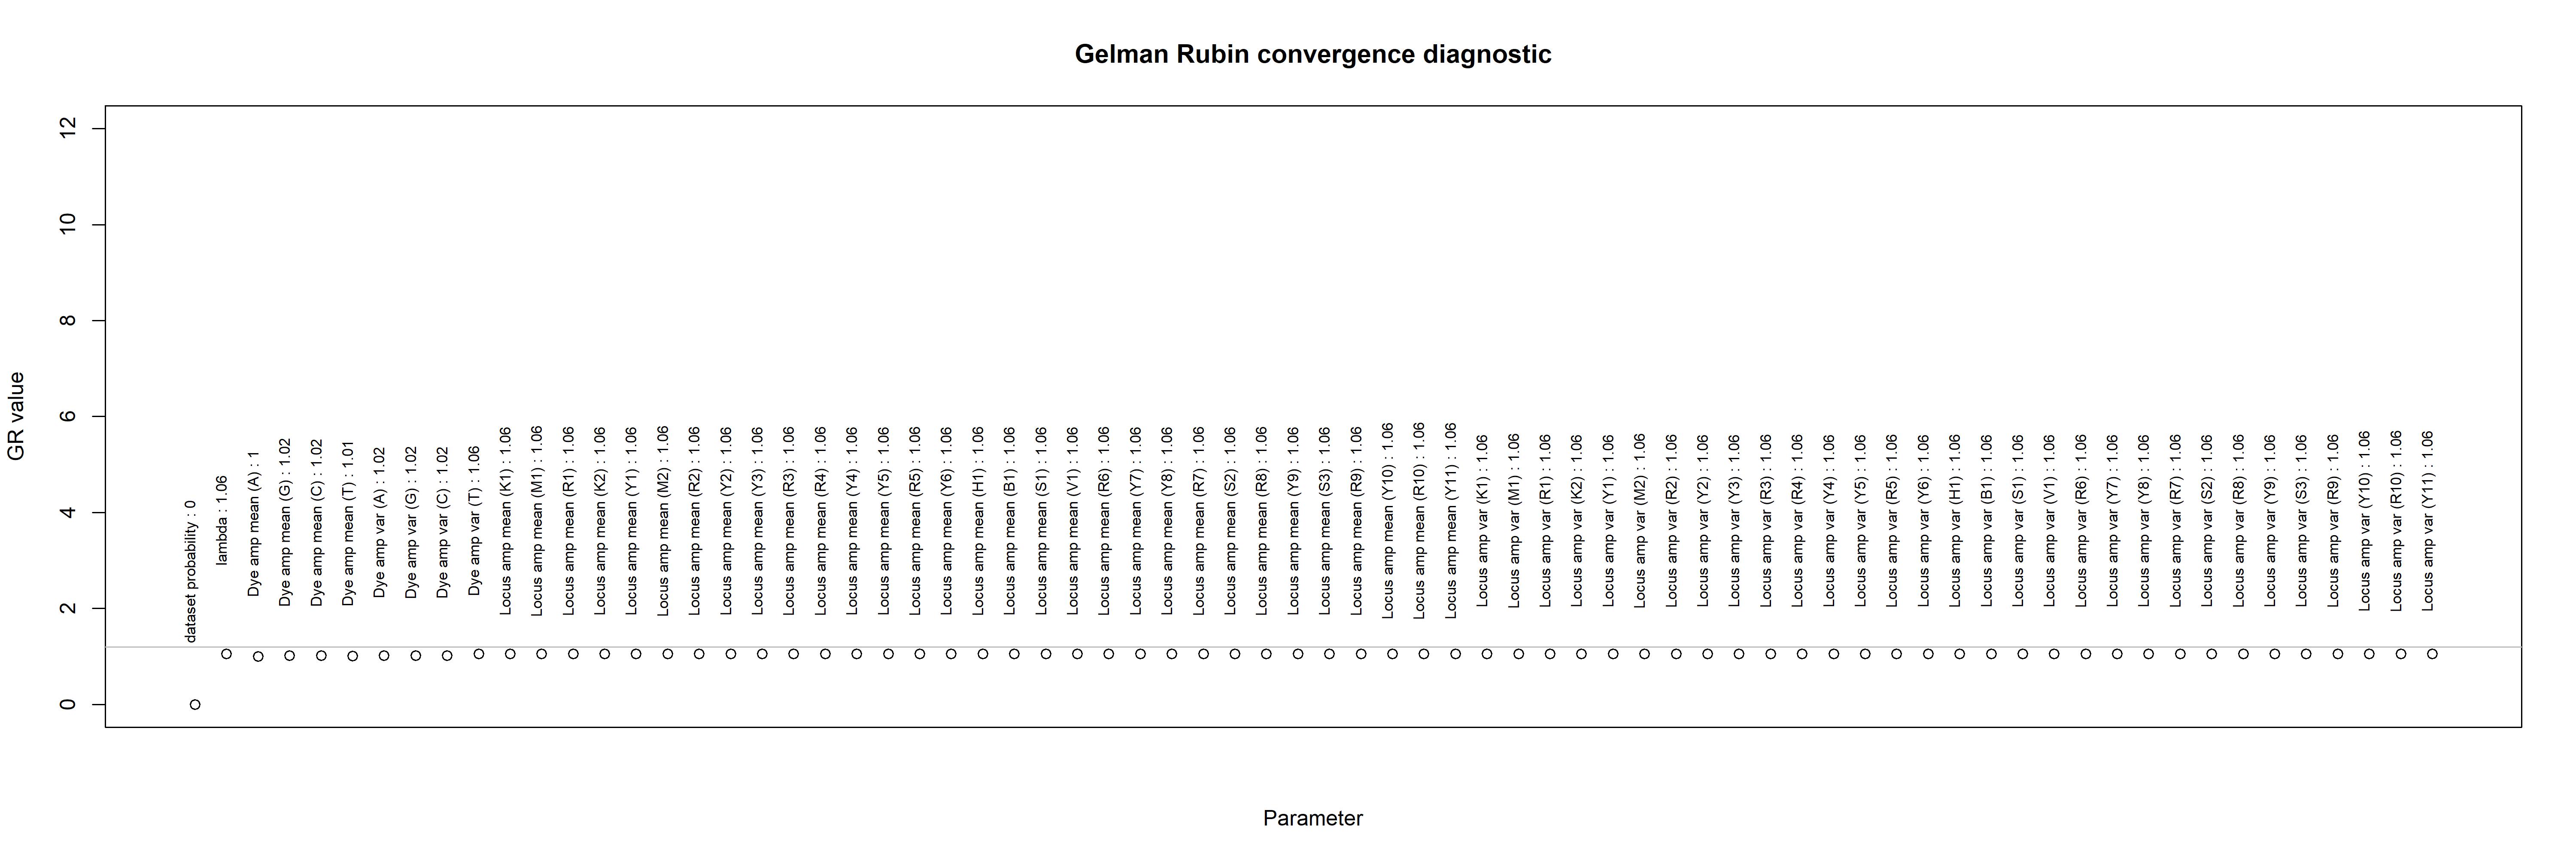 Gelman Rubin convergence diagnostic
GR value
12
10
8
6
4
2
0
dataset probability : 0
lambda : 1.06
Dye amp mean (A) : 1
Dye amp mean (G) : 1.02
Dye amp mean (C) : 1.02
Dye amp mean (T) : 1.01
Dye amp var (A) : 1.02
Dye amp var (G) : 1.02
Dye amp var (C) : 1.02
Dye amp var (T) : 1.06
Locus amp mean (K1) : 1.06
Locus amp mean (M1) : 1.06
Locus amp mean (R1) : 1.06
Locus amp mean (K2) : 1.06
Locus amp mean (Y1) : 1.06
Locus amp mean (M2) : 1.06
Locus amp mean (R2) : 1.06
Locus amp mean (Y2) : 1.06
Locus amp mean (Y3) : 1.06
Locus amp mean (R3) : 1.06
Locus amp mean (R4) : 1.06
Locus amp mean (Y4) : 1.06
Locus amp mean (Y5) : 1.06
Locus amp mean (R5) : 1.06
Locus amp mean (Y6) : 1.06
Locus amp mean (H1) : 1.06
Locus amp mean (B1) : 1.06
Locus amp mean (S1) : 1.06
Locus amp mean (V1) : 1.06
Locus amp mean (R6) : 1.06
Locus amp mean (Y7) : 1.06
Locus amp mean (Y8) : 1.06
Locus amp mean (R7) : 1.06
Locus amp mean (S2) : 1.06
Locus amp mean (R8) : 1.06
Locus amp mean (Y9) : 1.06
Locus amp mean (S3) : 1.06
Locus amp mean (R9) : 1.06
Locus amp mean (Y10) : 1.06
Locus amp mean (R10) : 1.06
Locus amp mean (Y11) : 1.06
Locus amp var (K1) : 1.06
Locus amp var (M1) : 1.06
Locus amp var (R1) : 1.06
Locus amp var (K2) : 1.06
Locus amp var (Y1) : 1.06
Locus amp var (M2) : 1.06
Locus amp var (R2) : 1.06
Locus amp var (Y2) : 1.06
Locus amp var (Y3) : 1.06
Locus amp var (R3) : 1.06
Locus amp var (R4) : 1.06
Locus amp var (Y4) : 1.06
Locus amp var (Y5) : 1.06
Locus amp var (R5) : 1.06
Locus amp var (Y6) : 1.06
Locus amp var (H1) : 1.06
Locus amp var (B1) : 1.06
Locus amp var (S1) : 1.06
Locus amp var (V1) : 1.06
Locus amp var (R6) : 1.06
Locus amp var (Y7) : 1.06
Locus amp var (Y8) : 1.06
Locus amp var (R7) : 1.06
Locus amp var (S2) : 1.06
Locus amp var (R8) : 1.06
Locus amp var (Y9) : 1.06
Locus amp var (S3) : 1.06
Locus amp var (R9) : 1.06
Locus amp var (Y10) : 1.06
Locus amp var (R10) : 1.06
Locus amp var (Y11) : 1.06
Parameter